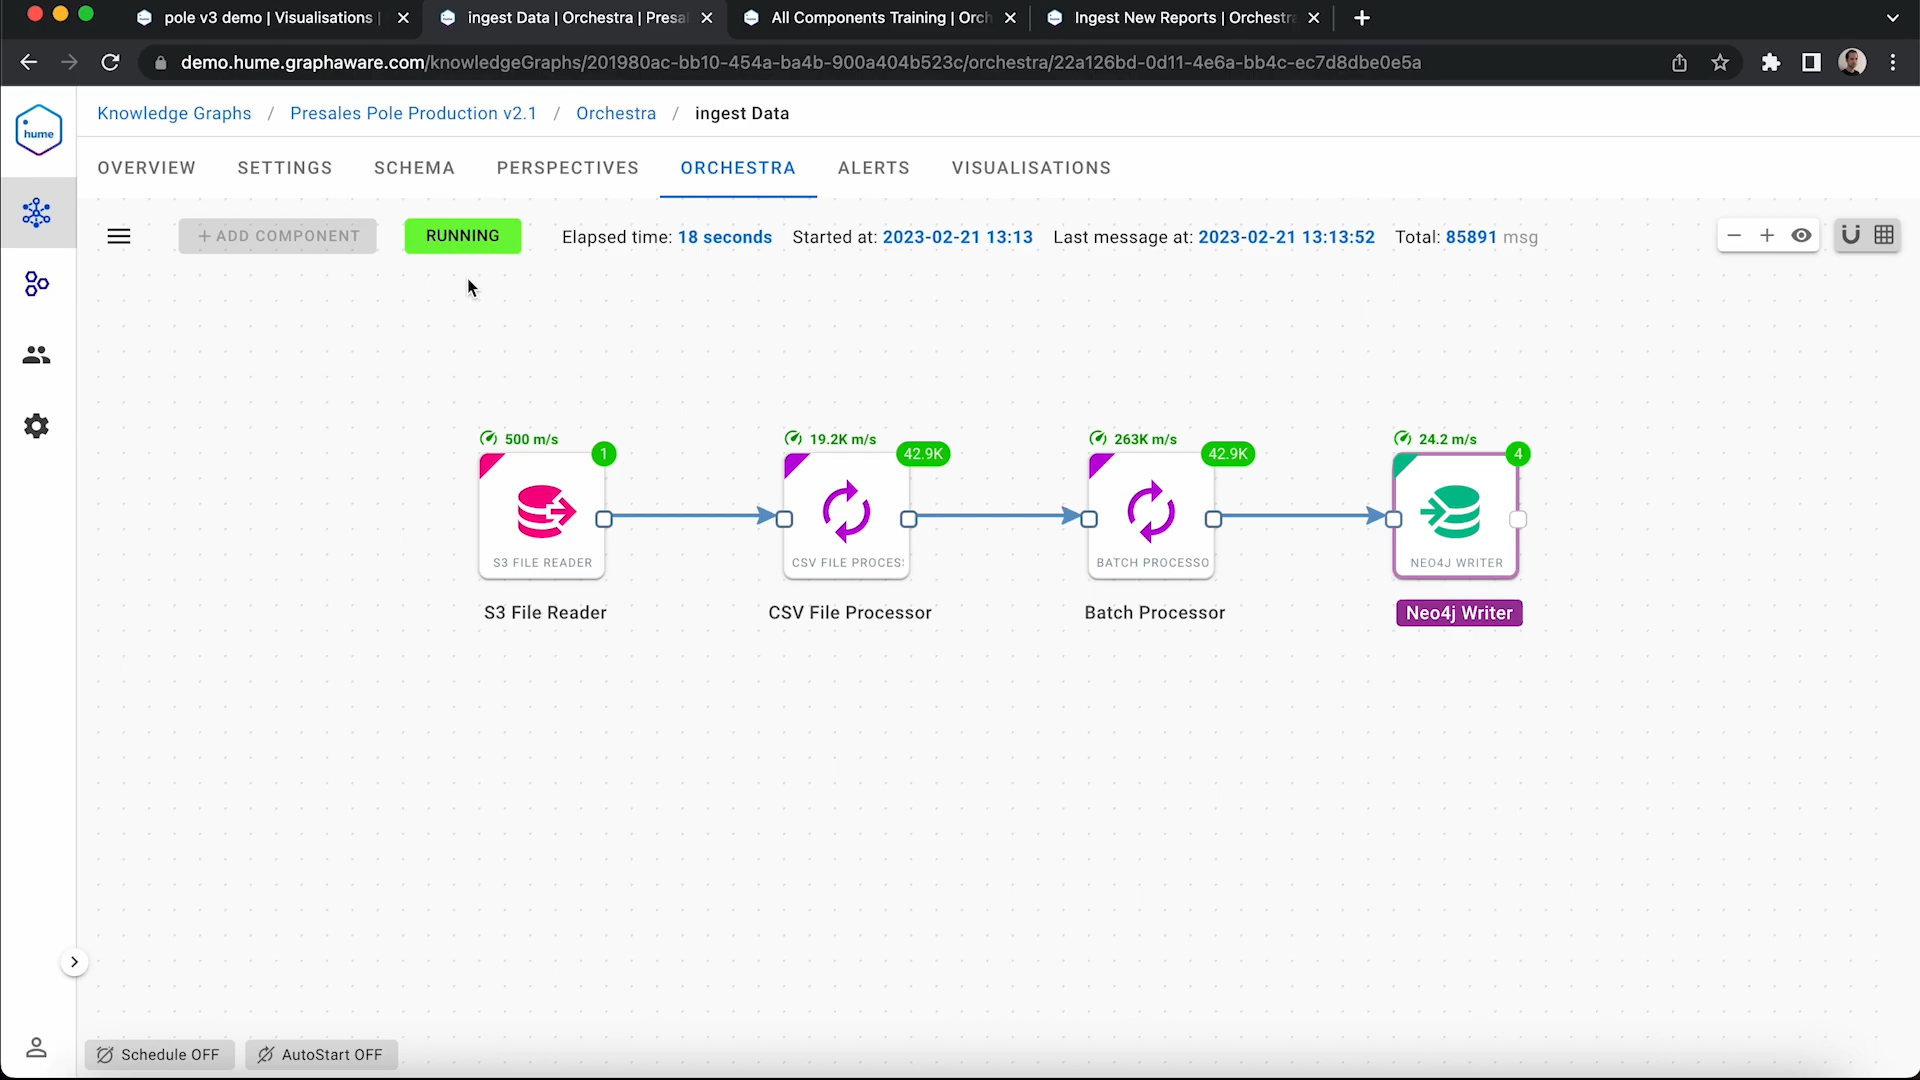 pole v3 demo | Visualisations |
ingest Data | Orchestra | Presal
All Components Training | Orch
Ingest New Reports | Orchestra
demo.hume.graphaware.com/knowledgeGraphs/201980ac-bb10-454a-ba4b-900a404b523c/orchestra/22a126bd-0d11-4e6a-bb4c-ec7d8dbe0e5a
hume
Knowledge Graphs / Presales Pole Production v2.1 / Orchestra / ingest Data
OVERVIEW SETTINGS SCHEMA PERSPECTIVES ORCHESTRA ALERTS VISUALISATIONS
+ ADD COMPONENT
RUNNING
Elapsed time: 18 seconds Started at: 2023-02-21 13:13 Last message at: 2023-02-21 13:13:52 Total: 85891 msg
500 m/s
1
S3 FILE READER
S3 File Reader
19.2K m/s
42.9K
CSV FILE PROCES
CSV File Processor
263K m/s
42.9K
BATCH PROCESSO
Batch Processor
24.2 m/s
4
NEO4J WRITER
Neo4j Writer
Schedule OFF
AutoStart OFF